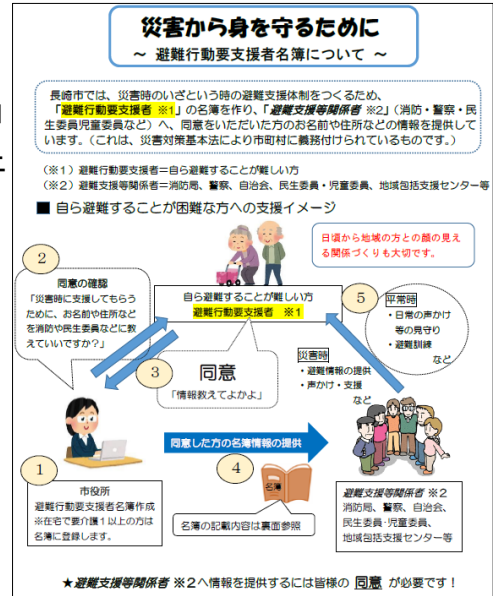 災害から身を守るために
～ 避難行動要支援者名簿について ～
長崎市では、災害時のいざという時の避難支援体制をつくるため、
「避難行動要支援者 ※1」の名簿を作り、「避難支援等関係者 ※2」(消防・警察・民
生委員児童委員など)へ、同意をいただいた方のお名前や住所などの情報を提供して
います。(これは、災害対策基本法により市町村に義務付けられているものです。)
(※1)避難行動要支援者＝自ら避難することが難しい方
(※2)避難支援等関係者＝消防局、警察、自治会、民生委員・児童委員、地域包括支援センター等
■ 自ら避難することが困難な方への支援イメージ
日頃から地域の方との顔の見え
る関係づくりも大切です。
2
同意の確認
「災害時に支援してもらう
ために、お名前や住所など
を消防や民生委員などに教
えていいですか？」
自ら避難することが難しい方
避難行動要支援者 ※1
5
平常時
・日常の声かけ
等の見守り
・避難訓練
など
3
同意
「情報教えてよかよ」
災害時
・避難情報の提供
・声かけ・支援
など
同意した方の名簿情報の提供
1
市役所
避難行動要支援者名簿作成
※在宅で要介護1以上の方は
名簿に登録します。
4
名簿
名簿の記載内容は裏面参照
避難支援等関係者 ※2
消防局、警察、自治会、
民生委員・児童委員、
地域包括支援センター等
★避難支援等関係者 ※2へ情報を提供するには皆様の 同意 が必要です！